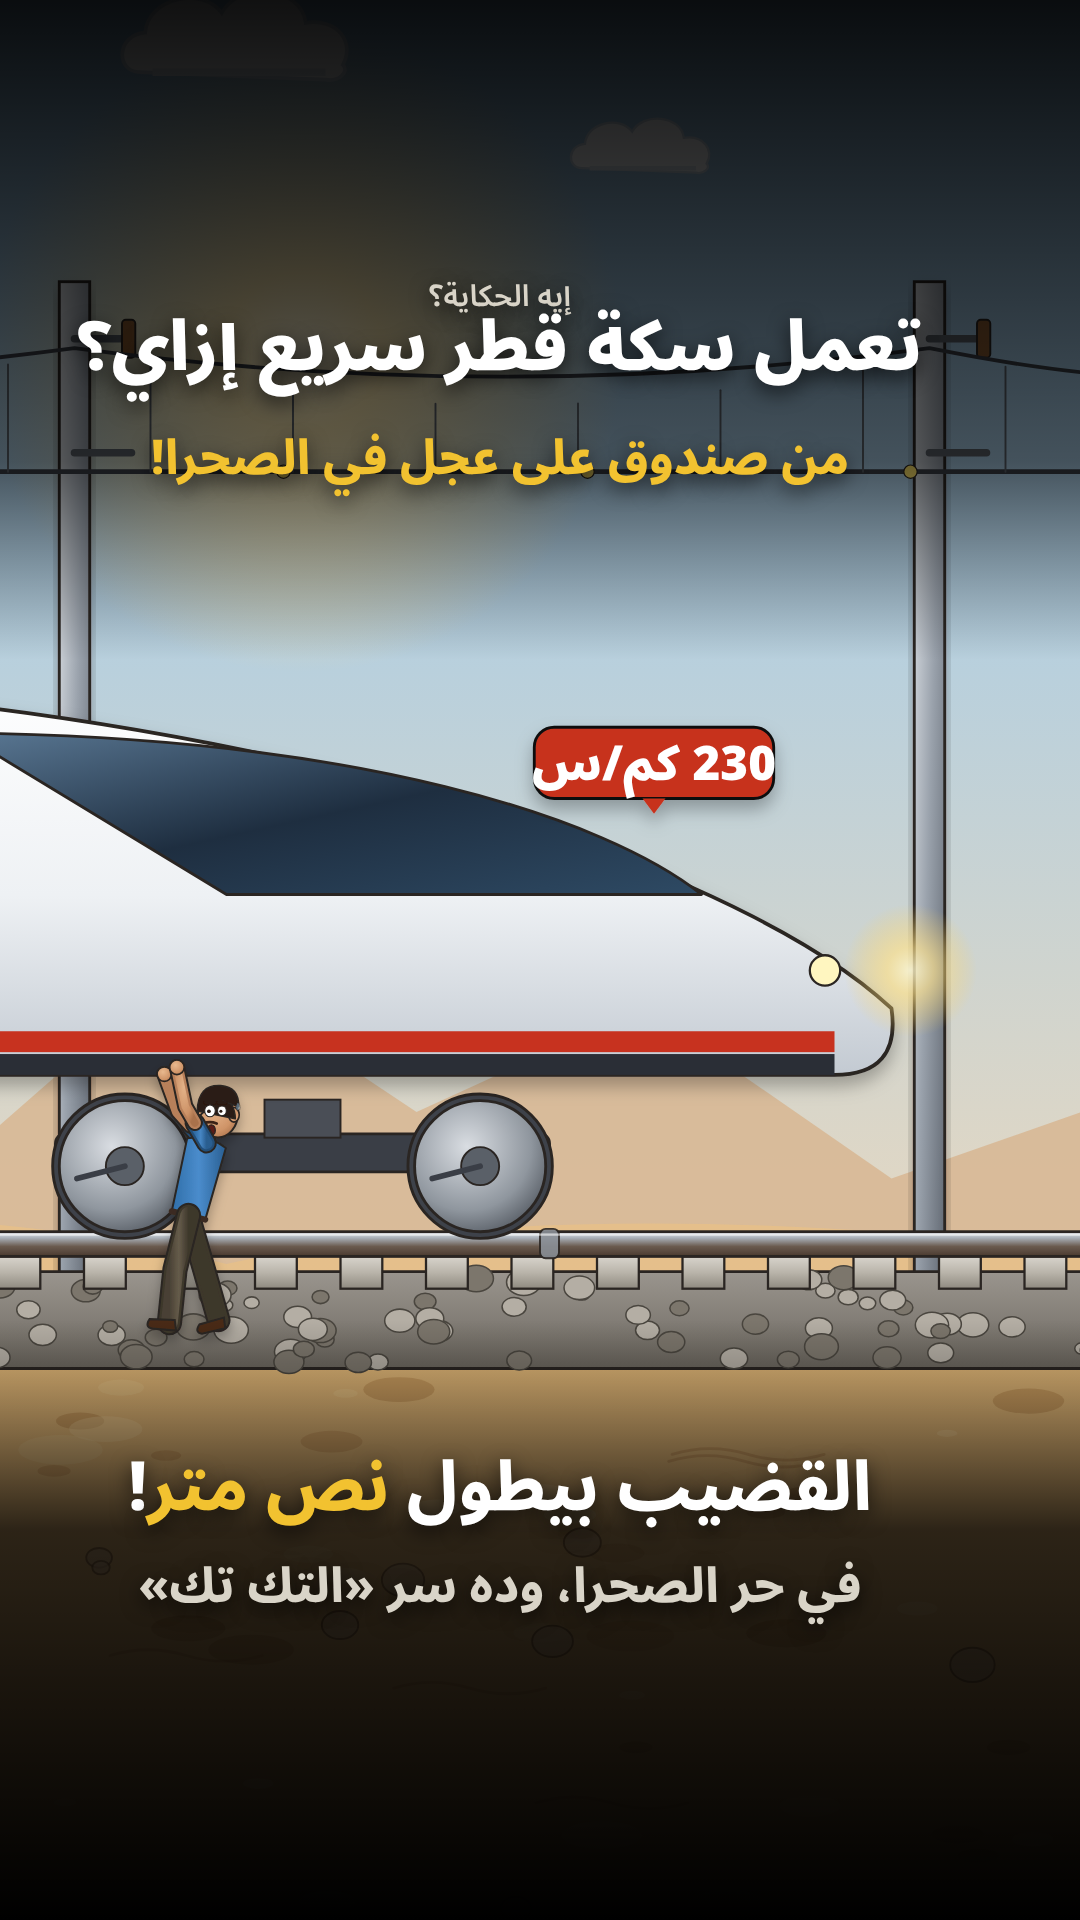 إيه الحكاية؟
تعمل سكة قطر سريع إزاي؟
من صندوق على عجل في الصحرا!
230 كم/س
القضيب بيطول نص متر!
في حر الصحرا، وده سر «التك تك»